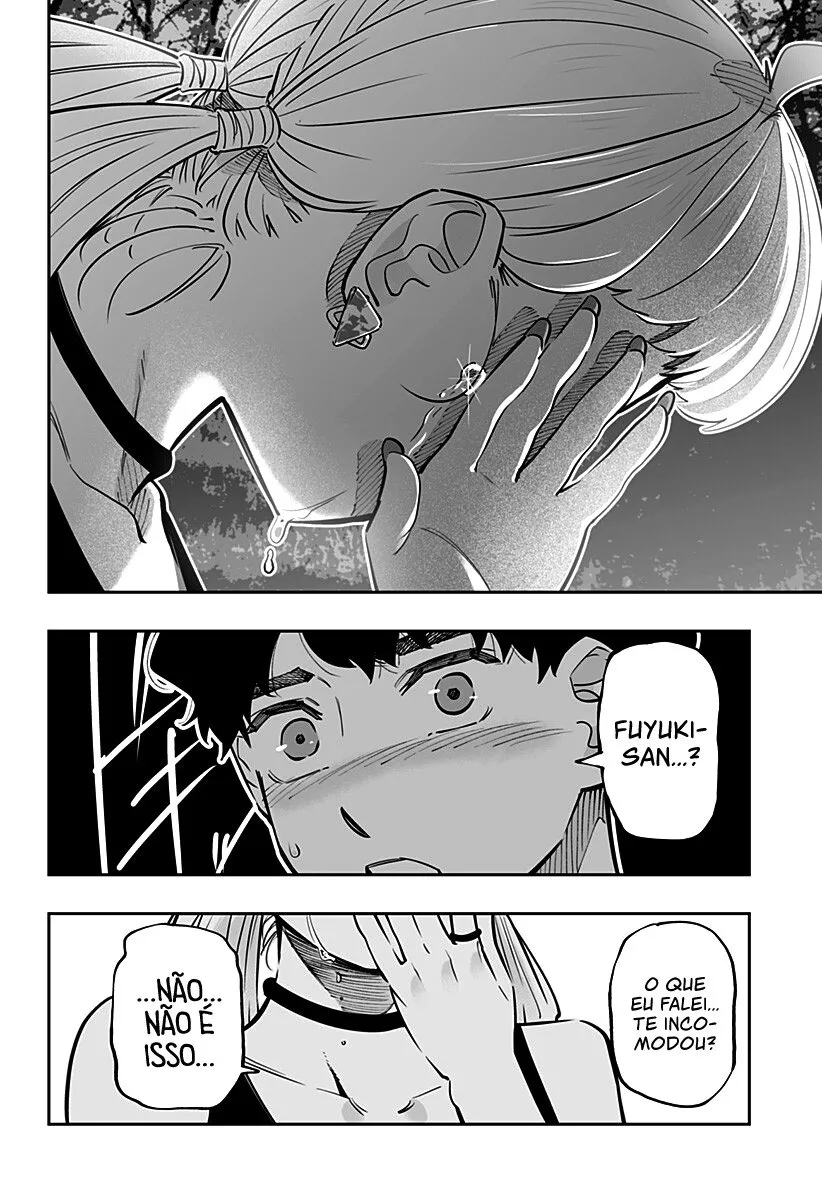 FUYUKI-
SAN...?
O QUE
EU FALEI...
TE INCO-
MODOU?
...NÃO...
NÃO É
ISSO...